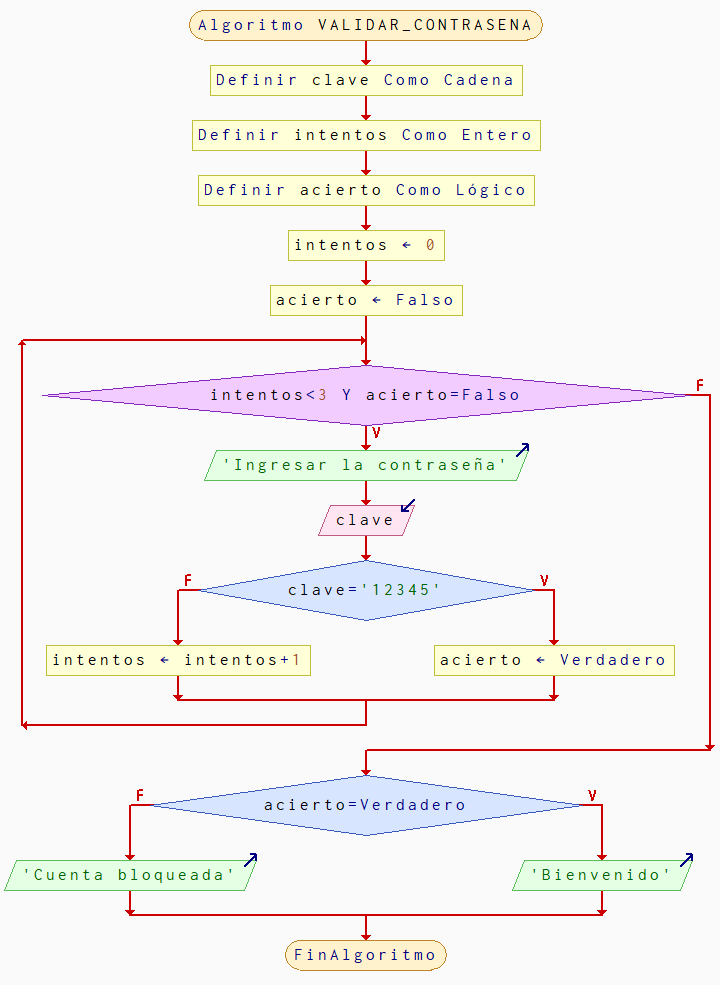 Algoritmo VALIDAR_CONTRASENA
Definir clave Como Cadena
Definir intentos Como Entero
Definir acierto Como Lógico
intentos ← 0
acierto ← Falso
intentos<3 Y acierto=Falso
F
V
'Ingresar la contraseña'
clave
clave='12345'
F
V
intentos ← intentos+1
acierto ← Verdadero
acierto=Verdadero
F
V
'Cuenta bloqueada'
'Bienvenido'
FinAlgoritmo